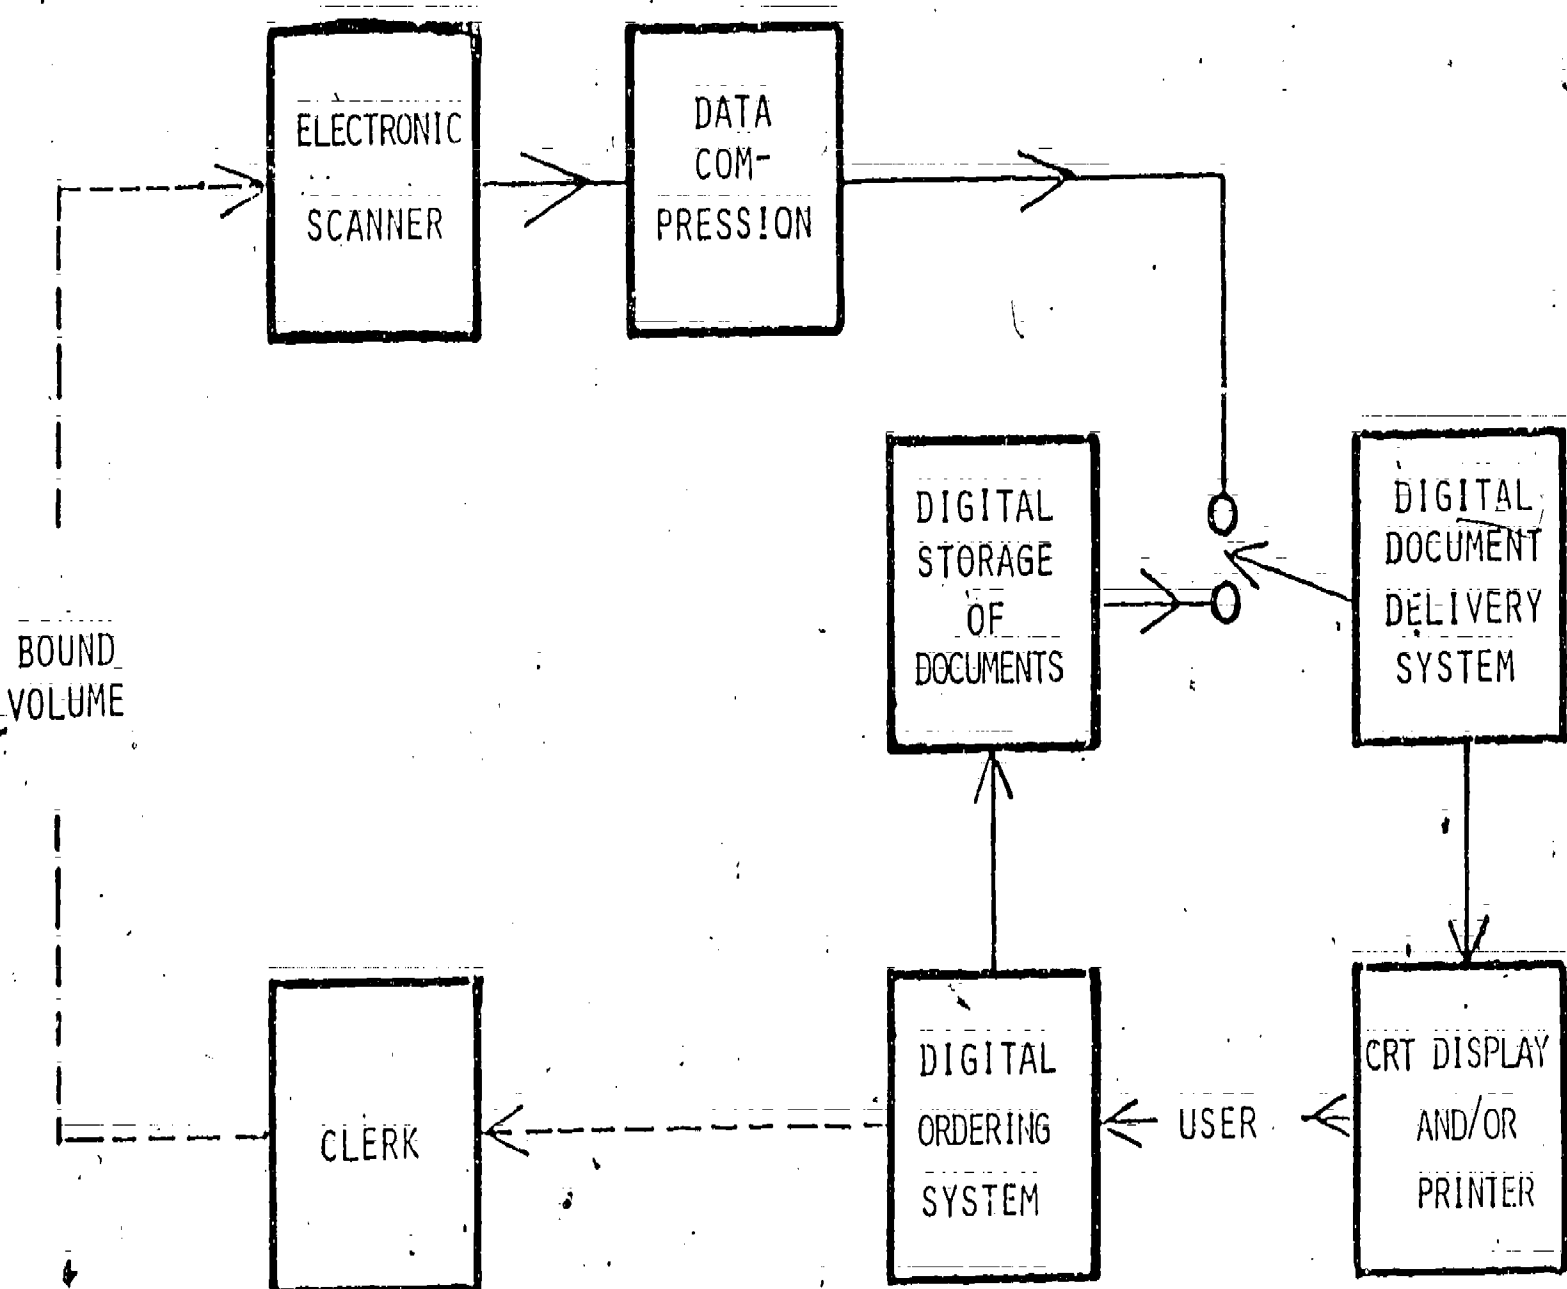 ELECTRONIC
SCANNER
DATA
COM-
PRESSION
DIGITAL
STORAGE
OF
DOCUMENTS
DIGITAL
DOCUMENT
DELIVERY
SYSTEM
BOUND
VOLUME
CLERK
DIGITAL
ORDERING
SYSTEM
USER
CRT DISPLAY
AND/OR
PRINTER